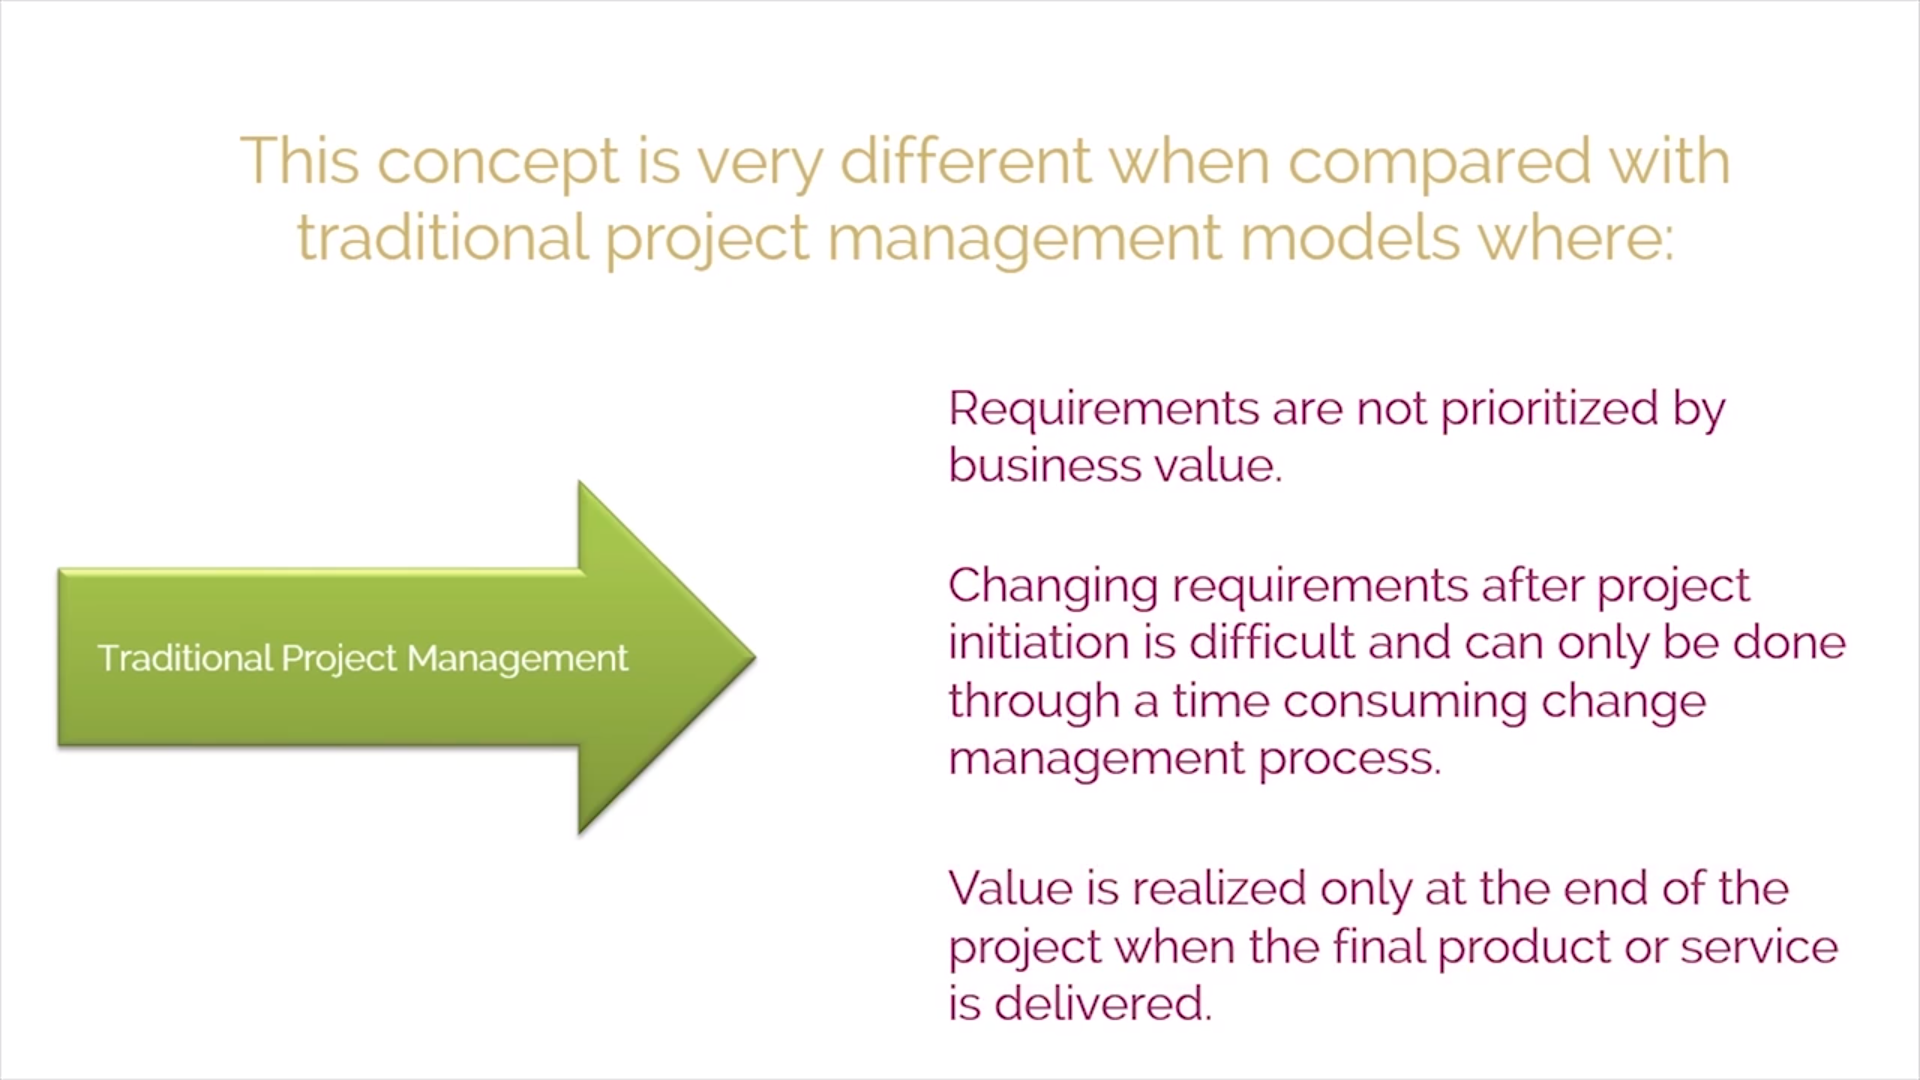 This concept is very different when compared with
traditional project management models where:
Traditional Project Management
Requirements are not prioritized by
business value.
Changing requirements after project
initiation is difficult and can only be done
through a time consuming change
management process.
Value is realized only at the end of the
project when the final product or service
is delivered.